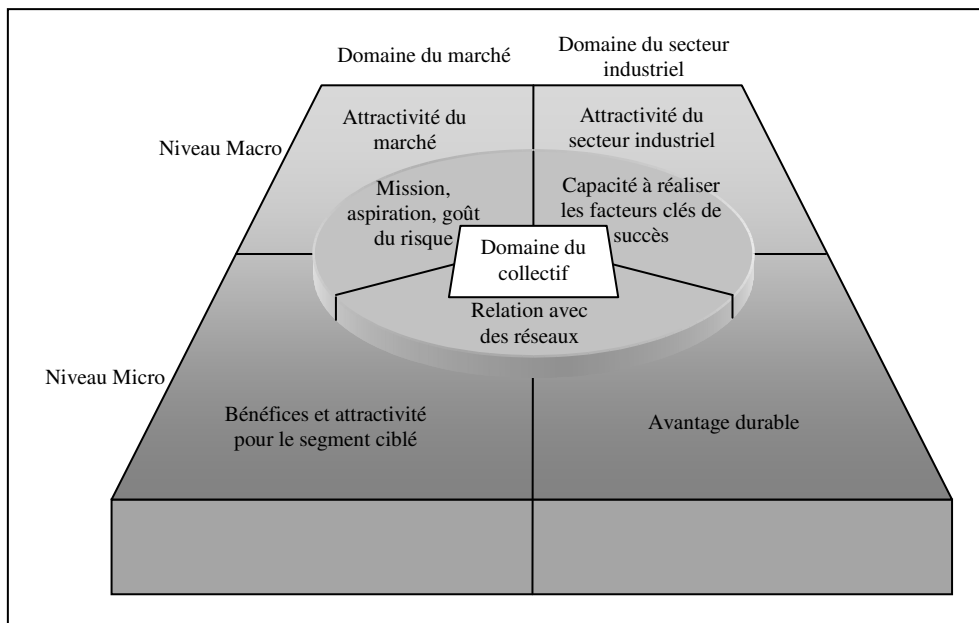 Domaine du marché
Domaine du secteur
industriel
Attractivité du
marché
Attractivité du
secteur industriel
Niveau Macro
Mission,
aspiration, goût
du risque
Capacité à réaliser
les facteurs clés de
succès
Domaine du
collectif
Relation avec
des réseaux
Niveau Micro
Bénéfices et attractivité
pour le segment ciblé
Avantage durable